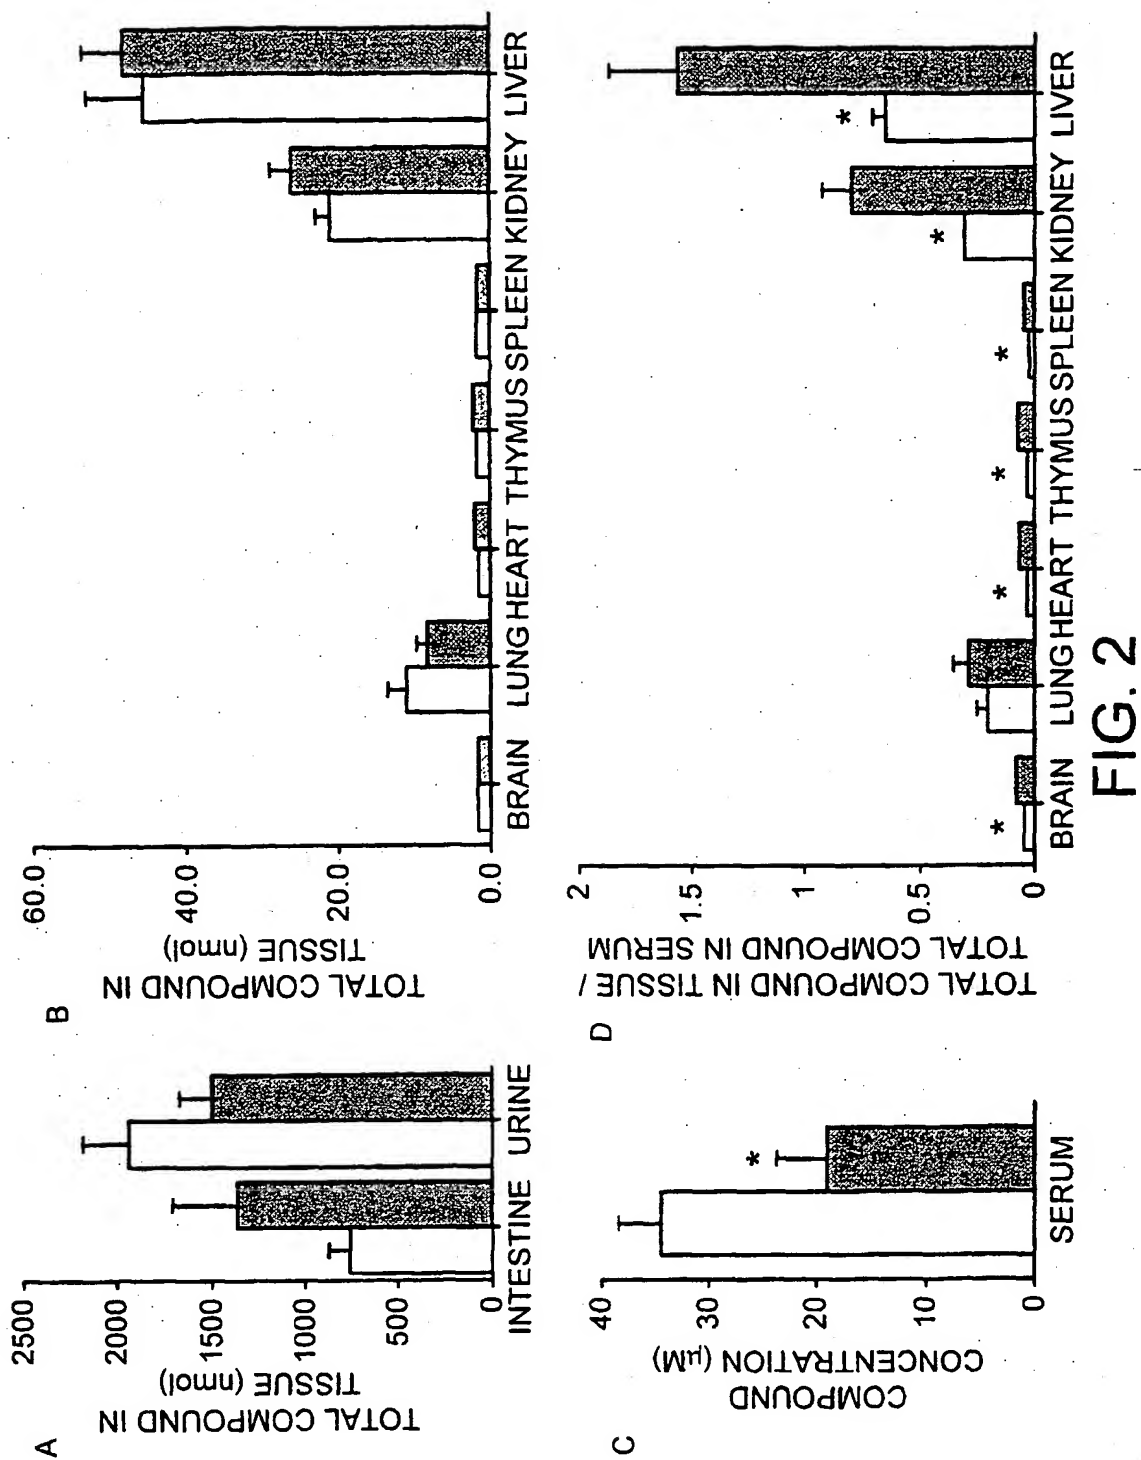 A
TOTAL COMPOUND IN
TISSUE (nmol)
2500
2000
1500
1000
500
0
INTESTINE URINE
B
TOTAL COMPOUND IN
TISSUE (nmol)
60.0
40.0
20.0
0.0
BRAIN LUNG HEART THYMUS SPLEEN KIDNEY LIVER
C
COMPOUND
CONCENTRATION (µM)
40
30
20
10
0
*
SERUM
D
TOTAL COMPOUND IN TISSUE /
TOTAL COMPOUND IN SERUM
2
1.5
1
0.5
0
* * * * * *
BRAIN LUNG HEART THYMUS SPLEEN KIDNEY LIVER
FIG. 2